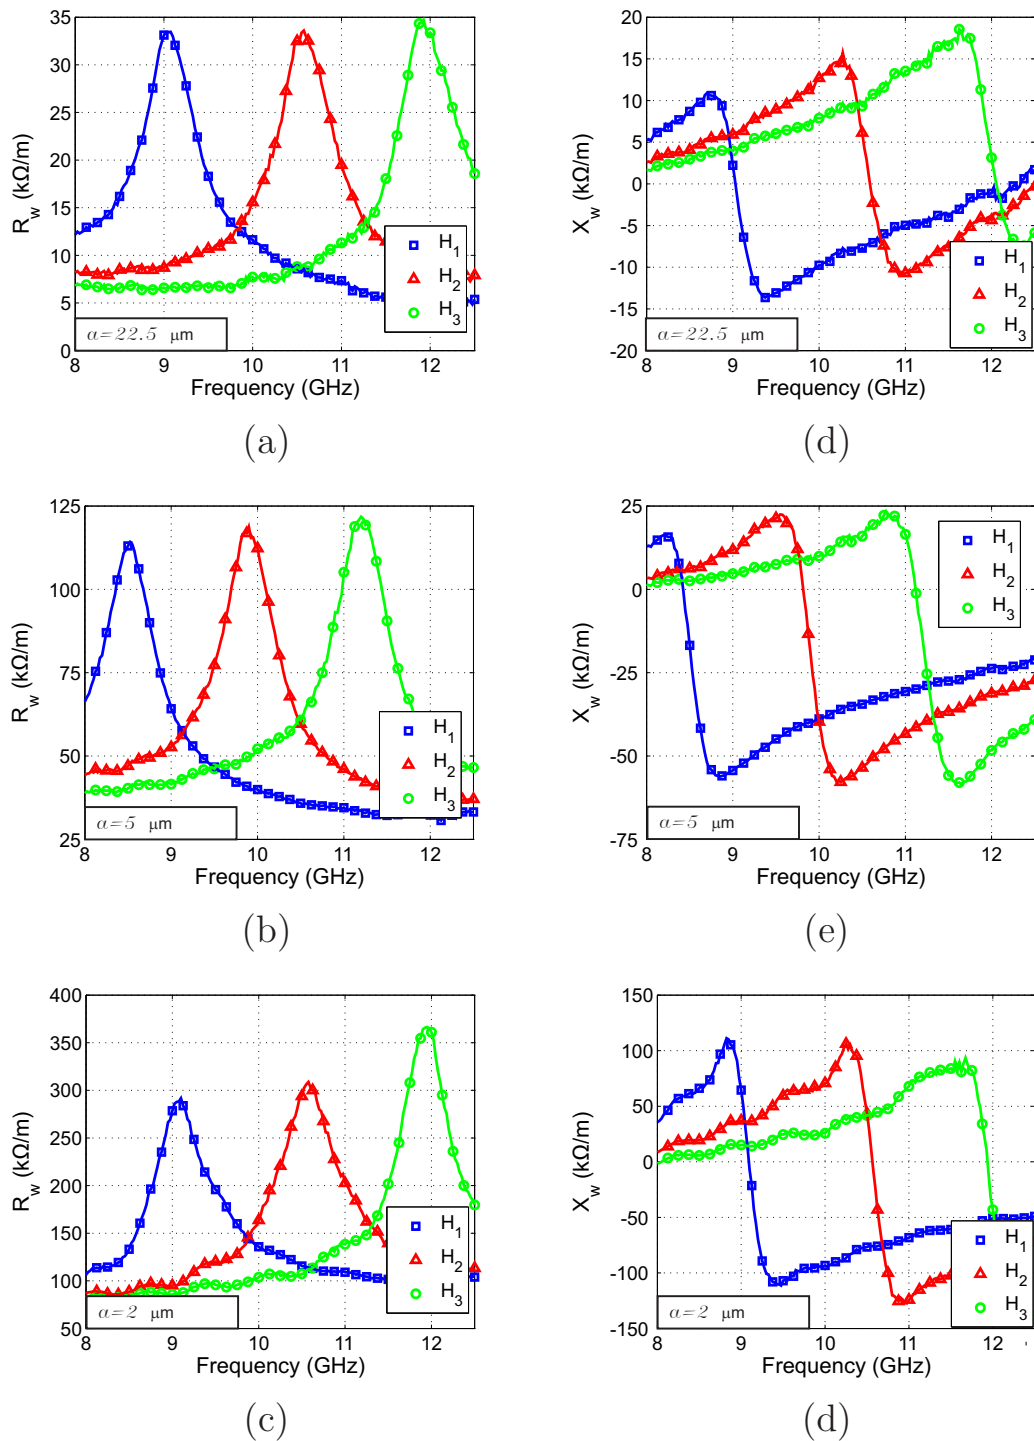 35
30
25
20
15
10
5
0
R_w (kΩ/m)
H_1
H_2
H_3
a=22.5 μm
8 9 10 11 12
Frequency (GHz)
(a)
20
15
10
5
0
-5
-10
-15
-20
X_w (kΩ/m)
H_1
H_2
H_3
a=22.5 μm
8 9 10 11 12
Frequency (GHz)
(d)
125
100
75
50
25
R_w (kΩ/m)
H_1
H_2
H_3
a=5 μm
8 9 10 11 12
Frequency (GHz)
(b)
25
0
-25
-50
-75
X_w (kΩ/m)
H_1
H_2
H_3
a=5 μm
8 9 10 11 12
Frequency (GHz)
(e)
400
350
300
250
200
150
100
50
R_w (kΩ/m)
H_1
H_2
H_3
a=2 μm
8 9 10 11 12
Frequency (GHz)
(c)
150
100
50
0
-50
-100
-150
X_w (kΩ/m)
H_1
H_2
H_3
a=2 μm
8 9 10 11 12
Frequency (GHz)
(d)